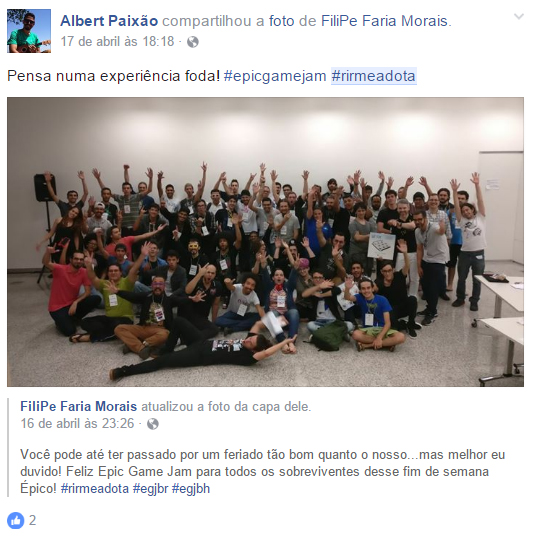 Albert Paixão compartilhou a foto de FiliPe Faria Morais.
17 de abril às 18:18 ·
Pensa numa experiência foda! #epicgamejam #rirmeadota
FiliPe Faria Morais atualizou a foto da capa dele.
16 de abril às 23:26 ·
Você pode até ter passado por um feriado tão bom quanto o nosso...mas melhor eu
duvido! Feliz Epic Game Jam para todos os sobreviventes desse fim de semana
Épico! #rirmeadota #egjbr #egjbh
2